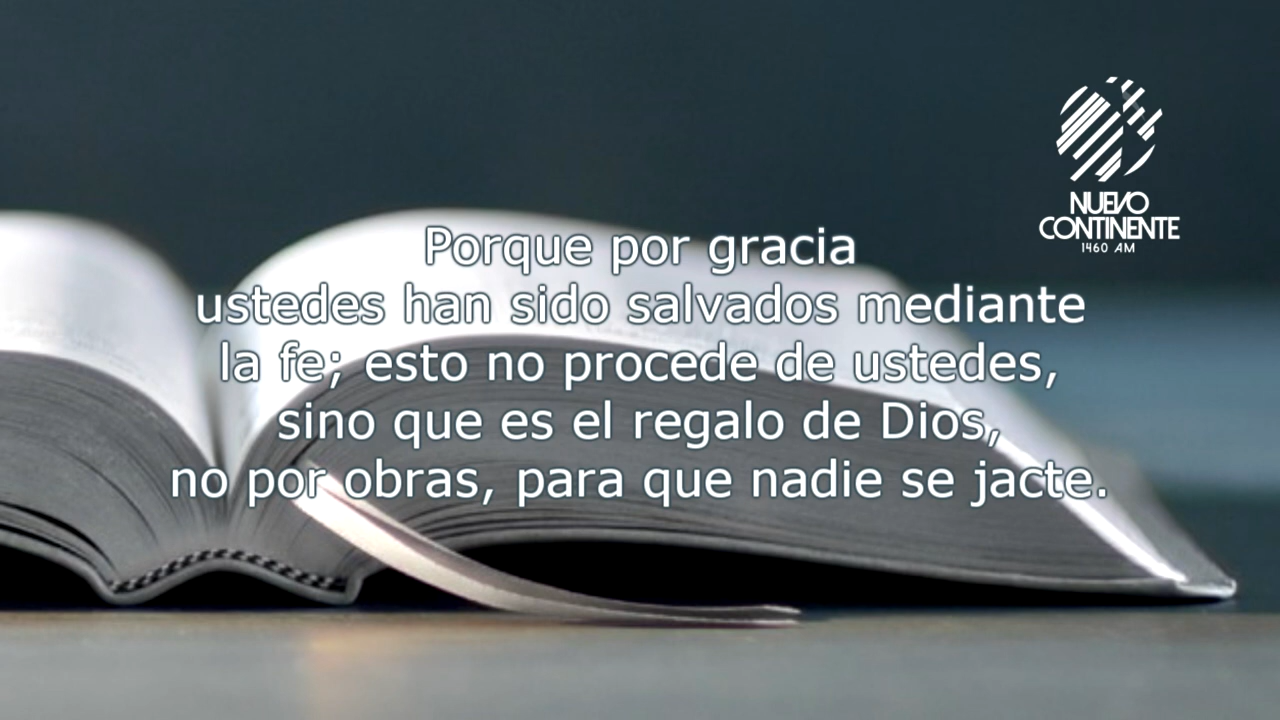 NUEVO
CONTINENTE
1460 AM
Porque por gracia
ustedes han sido salvados mediante
la fe; esto no procede de ustedes,
sino que es el regalo de Dios,
no por obras, para que nadie se jacte.